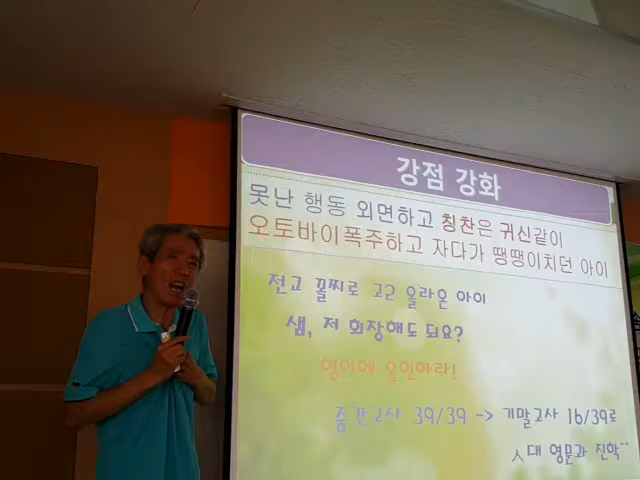 강점 강화
못난 행동 외면하고 칭찬은 귀신같이
오토바이폭주하고 자다가 땡땡이치던 아이
전교 꼴찌로 고2 올라온 아이
샘, 저 회장해도 되요?
영어에 올인하라!
중간고사 39/39 -> 기말고사 16/39로
ㅅ대 영문과 진학^^